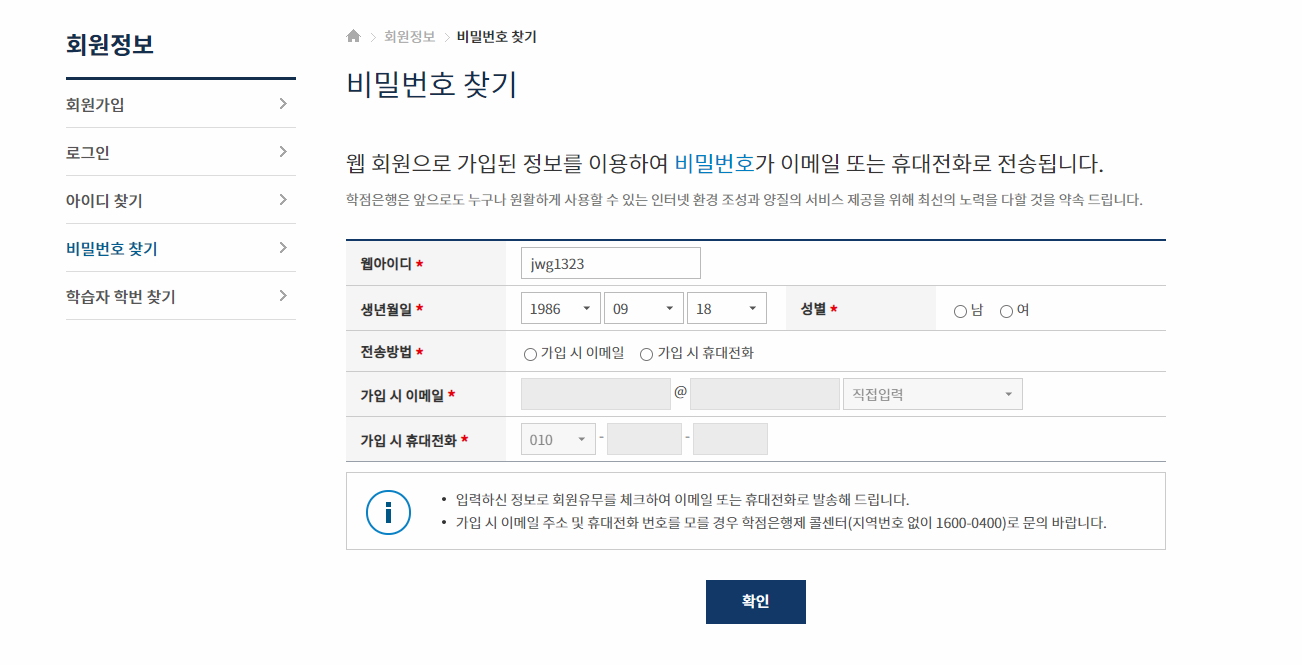 회원정보
회원가입
로그인
아이디 찾기
비밀번호 찾기
학습자 학번 찾기
회원정보 비밀번호 찾기
비밀번호 찾기
웹 회원으로 가입된 정보를 이용하여 비밀번호가 이메일 또는 휴대전화로 전송됩니다.
학점은행은 앞으로도 누구나 원활하게 사용할 수 있는 인터넷 환경 조성과 양질의 서비스 제공을 위해 최선의 노력을 다할 것을 약속 드립니다.
웹아이디 * jwg1323
생년월일 * 1986 09 18 성별 * 남 여
전송방법 * 가입 시 이메일 가입 시 휴대전화
가입 시 이메일 * @ 직접입력
가입 시 휴대전화 * 010 - -
• 입력하신 정보로 회원유무를 체크하여 이메일 또는 휴대전화로 발송해 드립니다.
• 가입 시 이메일 주소 및 휴대전화 번호를 모를 경우 학점은행제 콜센터(지역번호 없이 1600-0400)로 문의 바랍니다.
확인